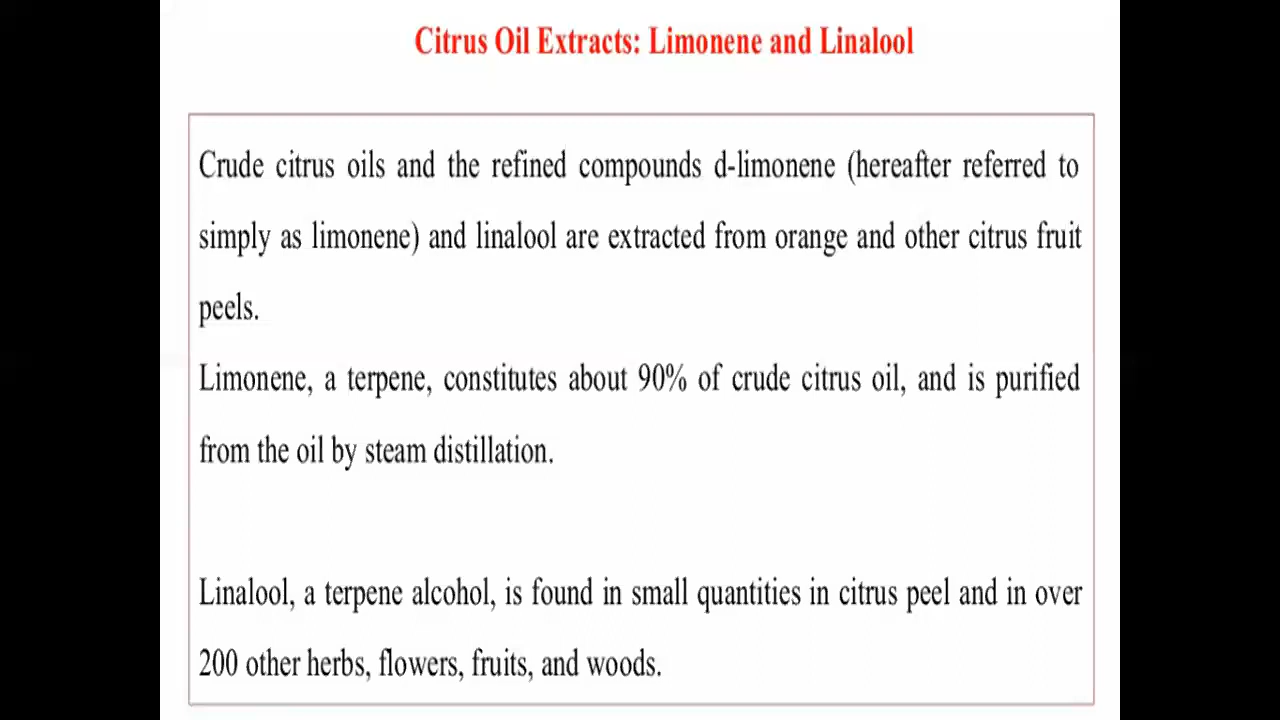 Citrus Oil Extracts: Limonene and Linalool
Crude citrus oils and the refined compounds d-limonene (hereafter referred to
simply as limonene) and linalool are extracted from orange and other citrus fruit
peels.
Limonene, a terpene, constitutes about 90% of crude citrus oil, and is purified
from the oil by steam distillation.
Linalool, a terpene alcohol, is found in small quantities in citrus peel and in over
200 other herbs, flowers, fruits, and woods.